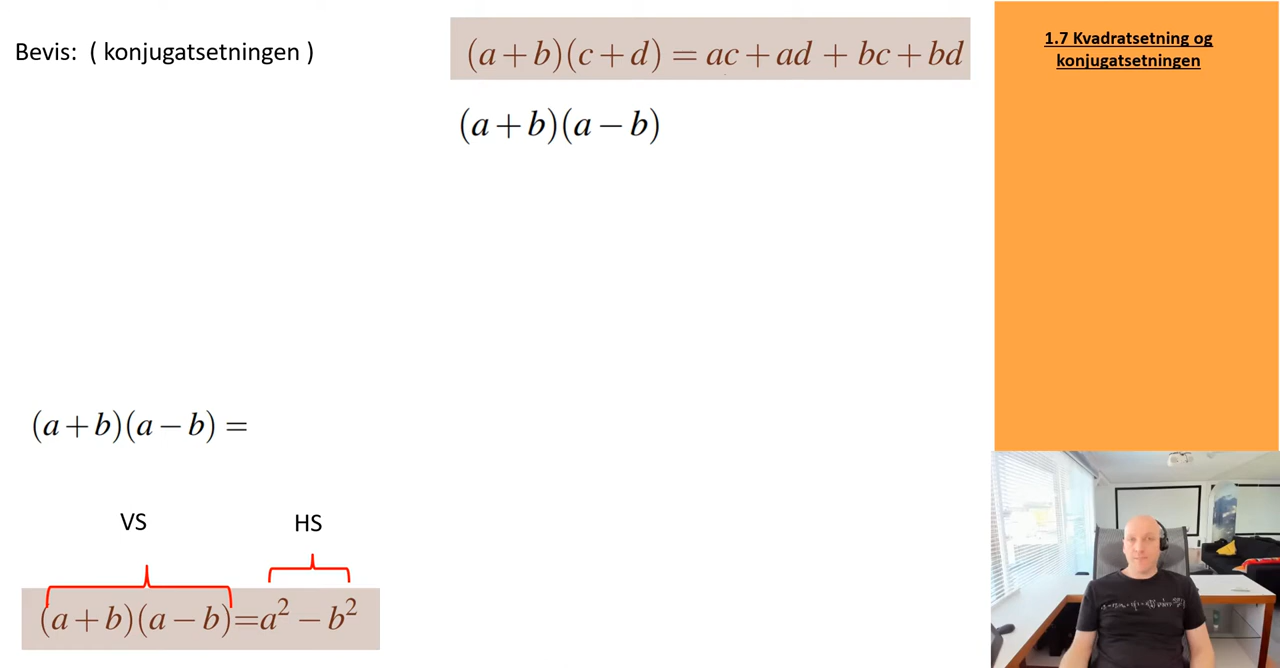 Bevis: ( konjugatsetningen )
(a+b)(c+d) = ac+ad + bc+bd
(a+b)(a−b)
1.7 Kvadratsetning og
konjugatsetningen
(a+b)(a−b) =
VS
HS
(a+b)(a−b)=a²−b²